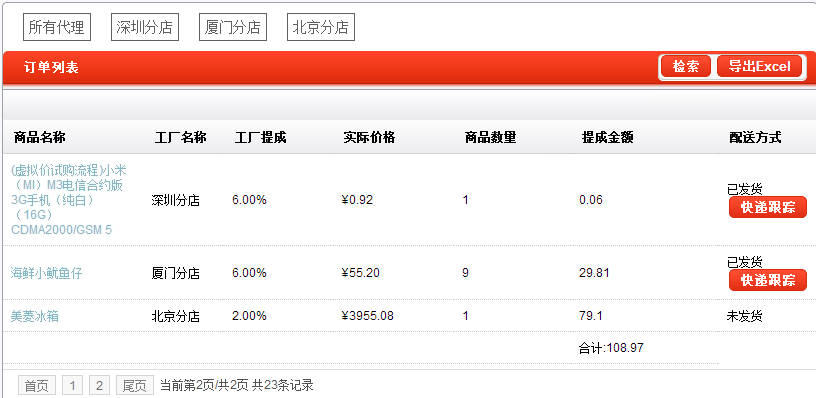 所有代理 深圳分店 厦门分店 北京分店
订单列表 检索 导出Excel
商品名称 工厂名称 工厂提成 实际价格 商品数量 提成金额 配送方式
(虚拟价试购流程)小米
（MI）M3电信合约版
3G手机（纯白）
（16G）
CDMA2000/GSM 5
深圳分店 6.00% ¥0.92 1 0.06
已发货
快递跟踪
海鲜小鱿鱼仔 厦门分店 6.00% ¥55.20 9 29.81
已发货
快递跟踪
美菱冰箱 北京分店 2.00% ¥3955.08 1 79.1 未发货
合计:108.97
首页 1 2 尾页 当前第2页/共2页 共23条记录